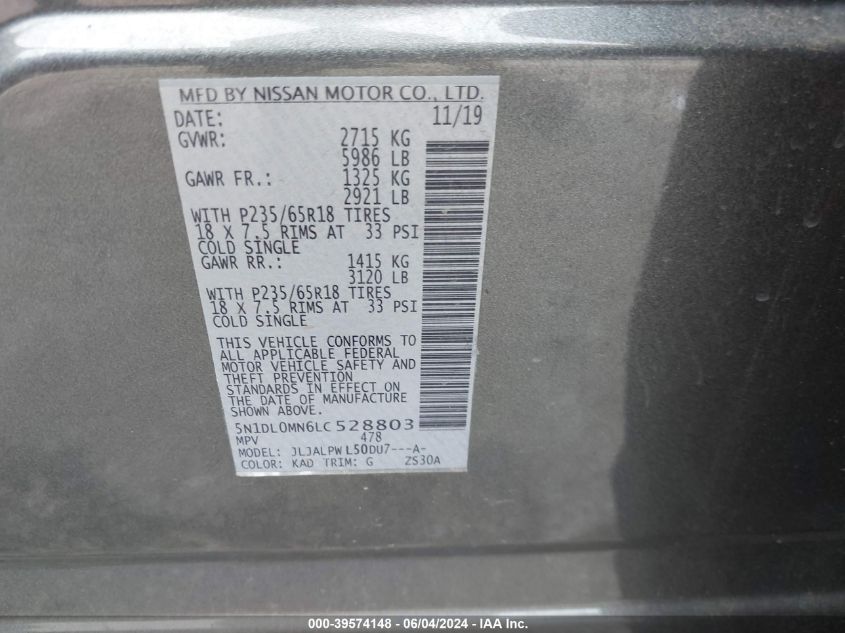 MFD BY NISSAN MOTOR CO., LTD.
DATE: 11/19
GVWR: 2715 KG
5986 LB
GAWR FR.: 1325 KG
2921 LB
WITH P235/65R18 TIRES
18 X 7.5 RIMS AT 33 PSI
COLD SINGLE
GAWR RR.: 1415 KG
3120 LB
WITH P235/65R18 TIRES
18 X 7.5 RIMS AT 33 PSI
COLD SINGLE
THIS VEHICLE CONFORMS TO
ALL APPLICABLE FEDERAL
MOTOR VEHICLE SAFETY AND
THEFT PREVENTION
STANDARDS IN EFFECT ON
THE DATE OF MANUFACTURE
SHOWN ABOVE.
5N1DL0MN6LC528803
MPV 478
MODEL: JLJALPWL50DU7---A-
COLOR: KAD TRIM: G ZS30A
000-39574148 - 06/04/2024 - IAA Inc.